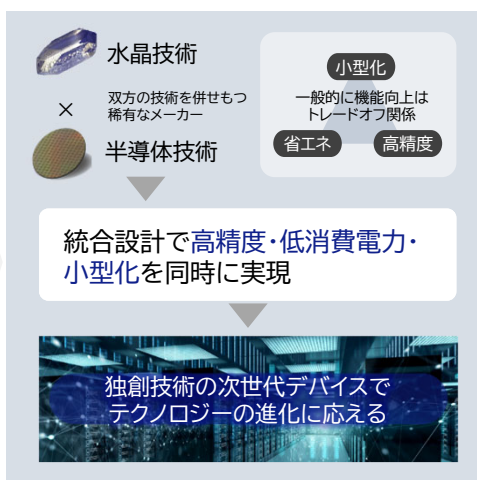 水晶技術
×
双方の技術を併せもつ
稀有なメーカー
半導体技術
小型化
一般的に機能向上は
トレードオフ関係
省エネ
高精度
統合設計で高精度・低消費電力・
小型化を同時に実現
独創技術の次世代デバイスで
テクノロジーの進化に応える